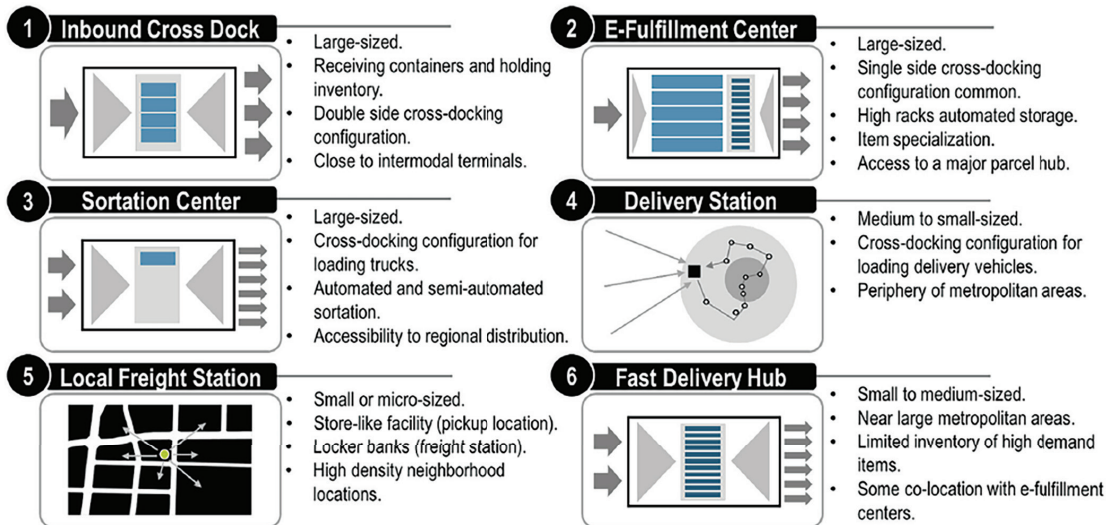 1 Inbound Cross Dock
• Large-sized.
• Receiving containers and holding
inventory.
• Double side cross-docking
configuration.
• Close to intermodal terminals.
2 E-Fulfillment Center
• Large-sized.
• Single side cross-docking
configuration common.
• High racks automated storage.
• Item specialization.
• Access to a major parcel hub.
3 Sortation Center
• Large-sized.
• Cross-docking configuration for
loading trucks.
• Automated and semi-automated
sortation.
• Accessibility to regional distribution.
4 Delivery Station
• Medium to small-sized.
• Cross-docking configuration for
loading delivery vehicles.
• Periphery of metropolitan areas.
5 Local Freight Station
• Small or micro-sized.
• Store-like facility (pickup location).
• Locker banks (freight station).
• High density neighborhood
locations.
6 Fast Delivery Hub
• Small to medium-sized.
• Near large metropolitan areas.
• Limited inventory of high demand
items.
• Some co-location with e-fulfillment
centers.